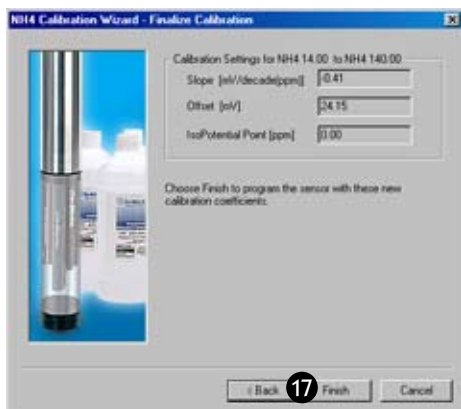 NH4 Calibration Wizard - Finalize Calibration
Calibration Settings for NH4 14.00 to NH4 140.00
Slope [mV/decade(ppm)] -0.41
Offset [mV] 24.15
IsoPotential Point [ppm] 0.00
Choose Finish to program the sensor with these new
calibration coefficients.
< Back 17 Finish Cancel